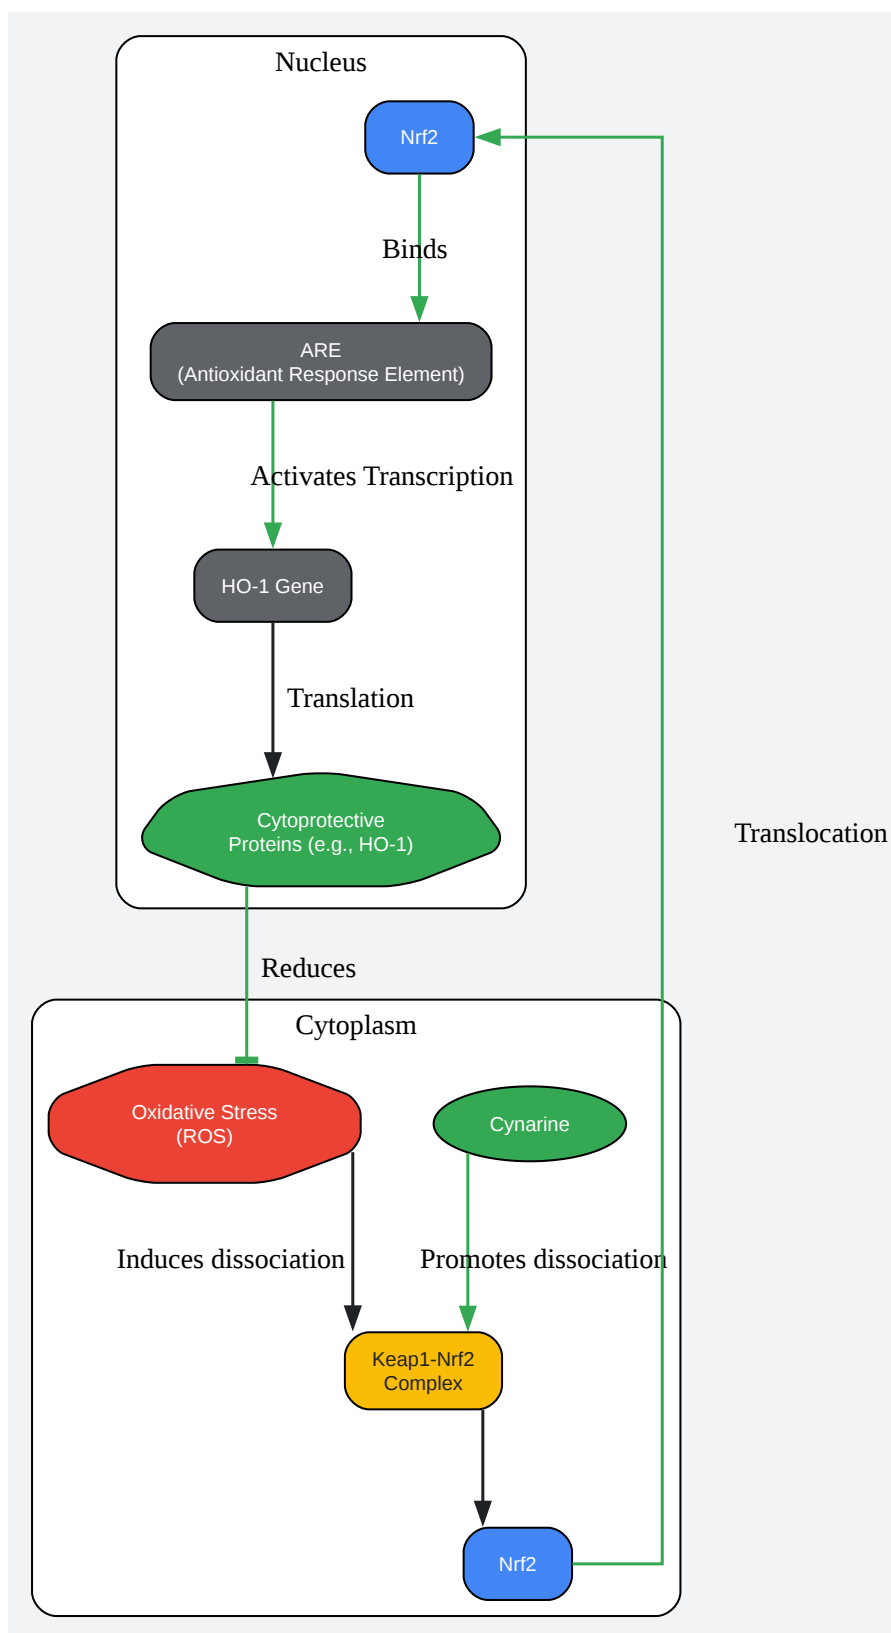 Nucleus
Nrf2
Binds
ARE
(Antioxidant Response Element)
Activates Transcription
HO-1 Gene
Translation
Cytoprotective
Proteins (e.g., HO-1)
Translocation
Reduces
Cytoplasm
Oxidative Stress
(ROS)
Cynarine
Induces dissociation
Promotes dissociation
Keap1-Nrf2
Complex
Nrf2